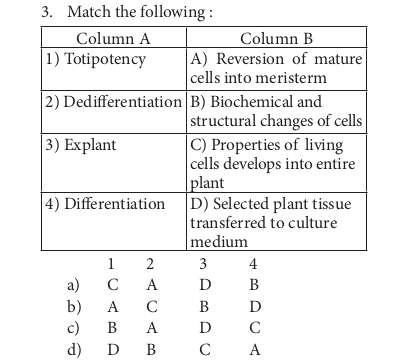 3. Match the following :
Column A Column B
1) Totipotency A) Reversion of mature
cells into meristerm
2) Dedifferentiation B) Biochemical and
structural changes of cells
3) Explant C) Properties of living
cells develops into entire
plant
4) Differentiation D) Selected plant tissue
transferred to culture
medium
1 2 3 4
a) C A D B
b) A C B D
c) B A D C
d) D B C A